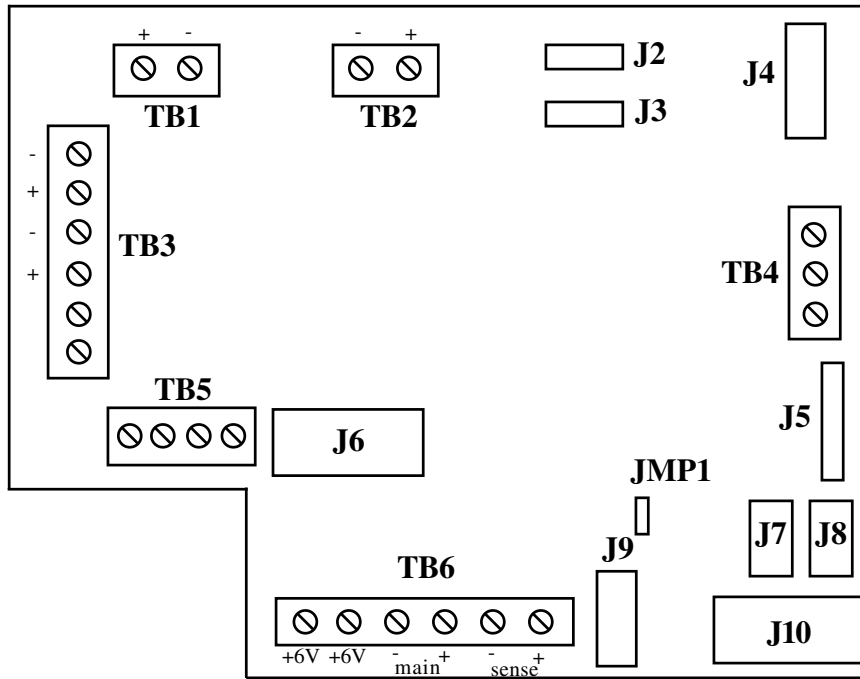 + -
- +
J2
J4
TB1
TB2
J3
-
+
-
TB3
+
TB4
TB5
J5
J6
JMP1
J7
J8
J9
TB6
J10
+6V +6V - + - +
main sense